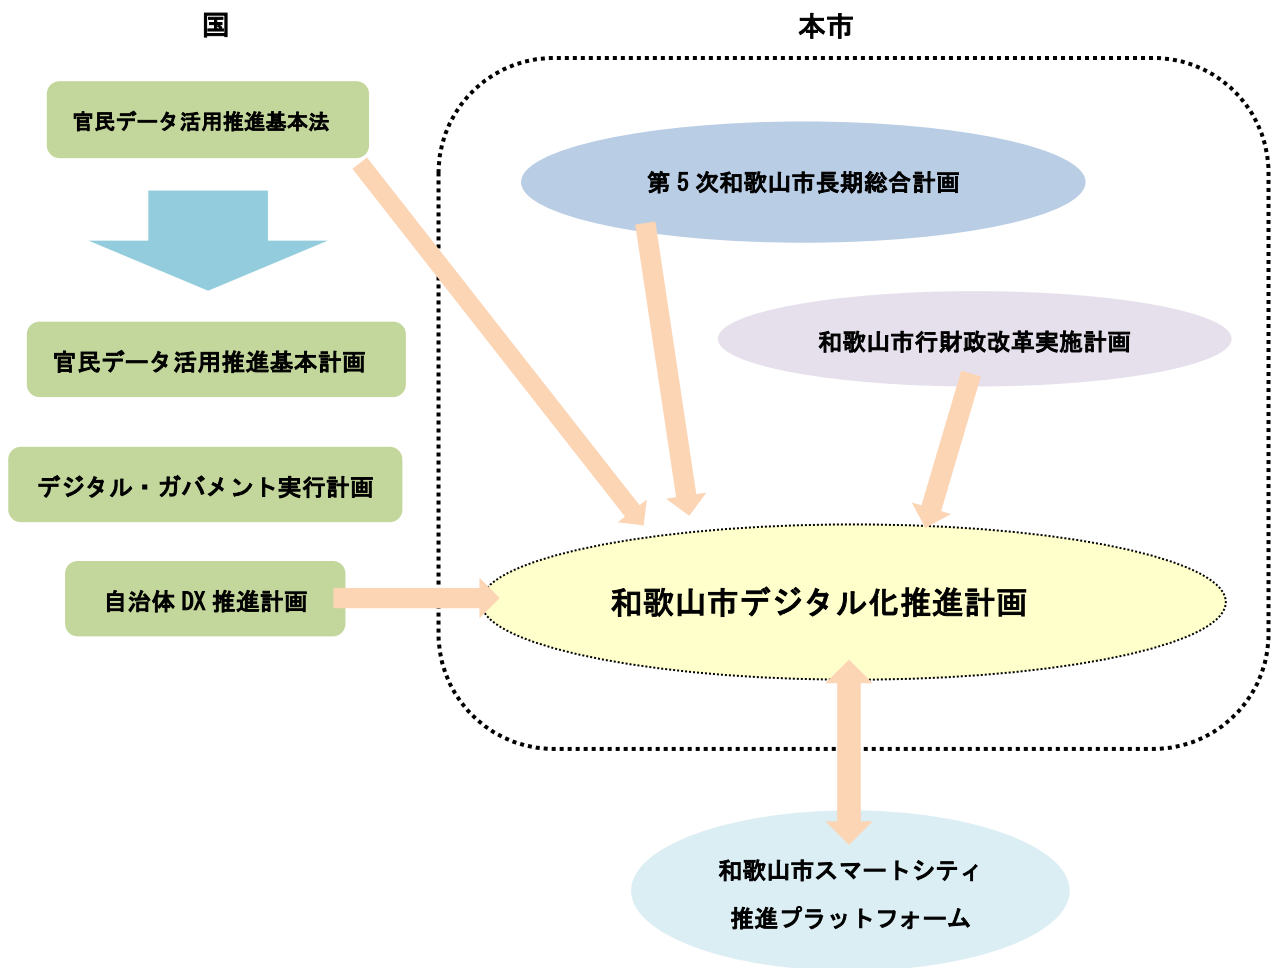 国
本市
官民データ活用推進基本法
第5次和歌山市長期総合計画
和歌山市行財政改革実施計画
官民データ活用推進基本計画
デジタル・ガバメント実行計画
自治体DX推進計画
和歌山市デジタル化推進計画
和歌山市スマートシティ
推進プラットフォーム